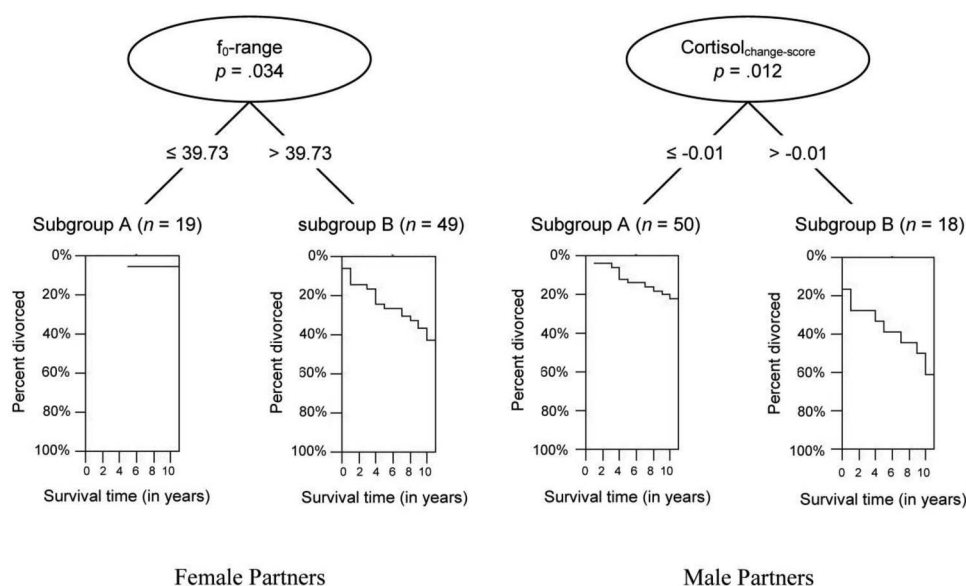 f₀-range
p = .034
≤ 39.73
> 39.73
Subgroup A (n = 19)
subgroup B (n = 49)
0%
20%
40%
60%
80%
100%
Percent divorced
0 2 4 6 8 10
Survival time (in years)
0%
20%
40%
60%
80%
100%
Percent divorced
0 2 4 6 8 10
Survival time (in years)
Female Partners
Cortisol change-score
p = .012
≤ -0.01
> -0.01
Subgroup A (n = 50)
Subgroup B (n = 18)
0%
20%
40%
60%
80%
100%
Percent divorced
0 2 4 6 8 10
Survival time (in years)
0%
20%
40%
60%
80%
100%
Percent divorced
0 2 4 6 8 10
Survival time (in years)
Male Partners